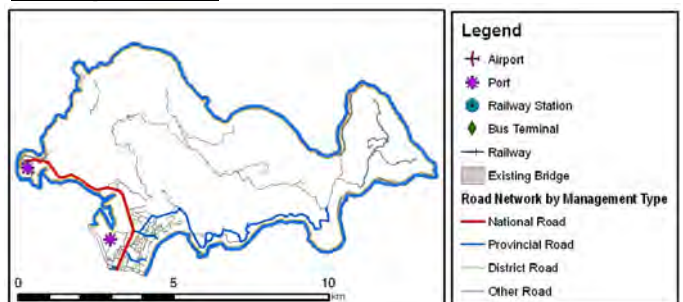 0 5 10
km
Legend
Airport
Port
Railway Station
Bus Terminal
Railway
Existing Bridge
Road Network by Management Type
National Road
Provincial Road
District Road
Other Road